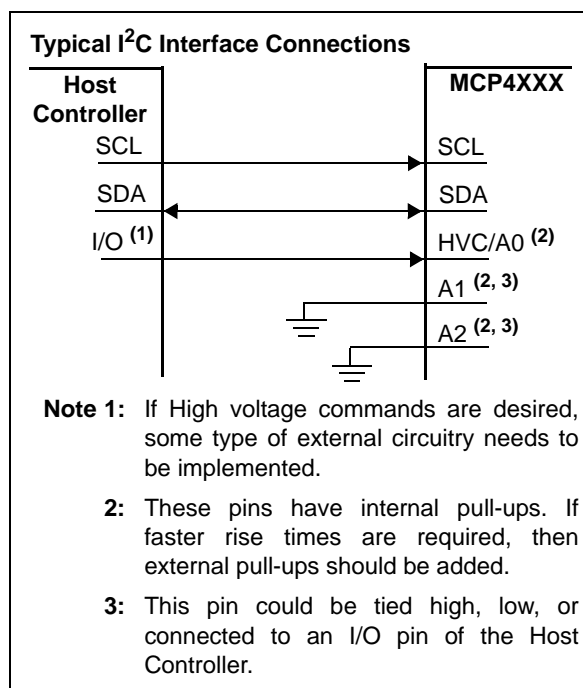 Typical I²C Interface Connections
Host
Controller
MCP4XXX
SCL
SCL
SDA
SDA
I/O (1)
HVC/A0 (2)
A1 (2, 3)
A2 (2, 3)
Note 1: If High voltage commands are desired,
some type of external circuitry needs to
be implemented.
2: These pins have internal pull-ups. If
faster rise times are required, then
external pull-ups should be added.
3: This pin could be tied high, low, or
connected to an I/O pin of the Host
Controller.